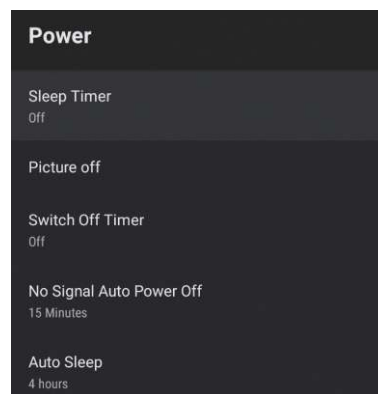 Power
Sleep Timer
Off
Picture off
Switch Off Timer
Off
No Signal Auto Power Off
15 Minutes
Auto Sleep
4 hours